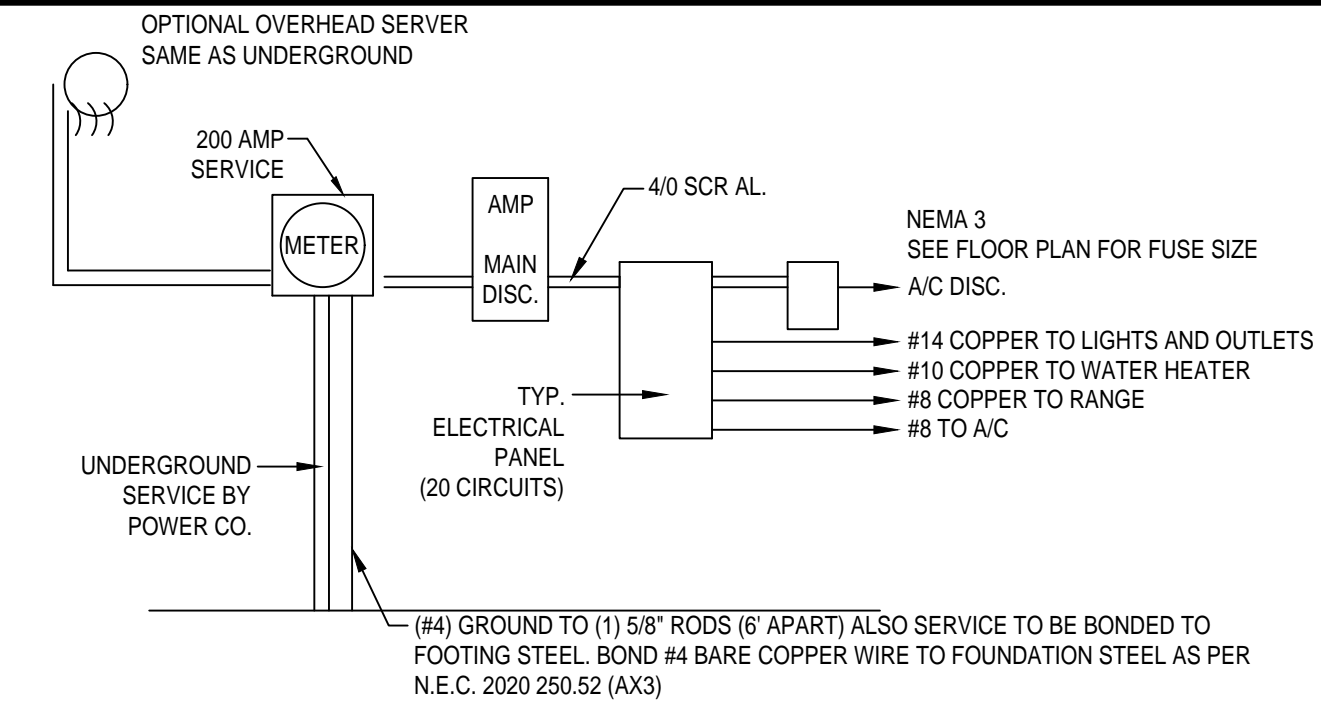 OPTIONAL OVERHEAD SERVER
SAME AS UNDERGROUND
200 AMP
SERVICE
METER
AMP
MAIN
DISC.
4/0 SCR AL.
NEMA 3
SEE FLOOR PLAN FOR FUSE SIZE
A/C DISC.
#14 COPPER TO LIGHTS AND OUTLETS
#10 COPPER TO WATER HEATER
#8 COPPER TO RANGE
#8 TO A/C
TYP.
ELECTRICAL
PANEL
(20 CIRCUITS)
UNDERGROUND
SERVICE BY
POWER CO.
(#4) GROUND TO (1) 5/8" RODS (6' APART) ALSO SERVICE TO BE BONDED TO
FOOTING STEEL. BOND #4 BARE COPPER WIRE TO FOUNDATION STEEL AS PER
N.E.C. 2020 250.52 (AX3)